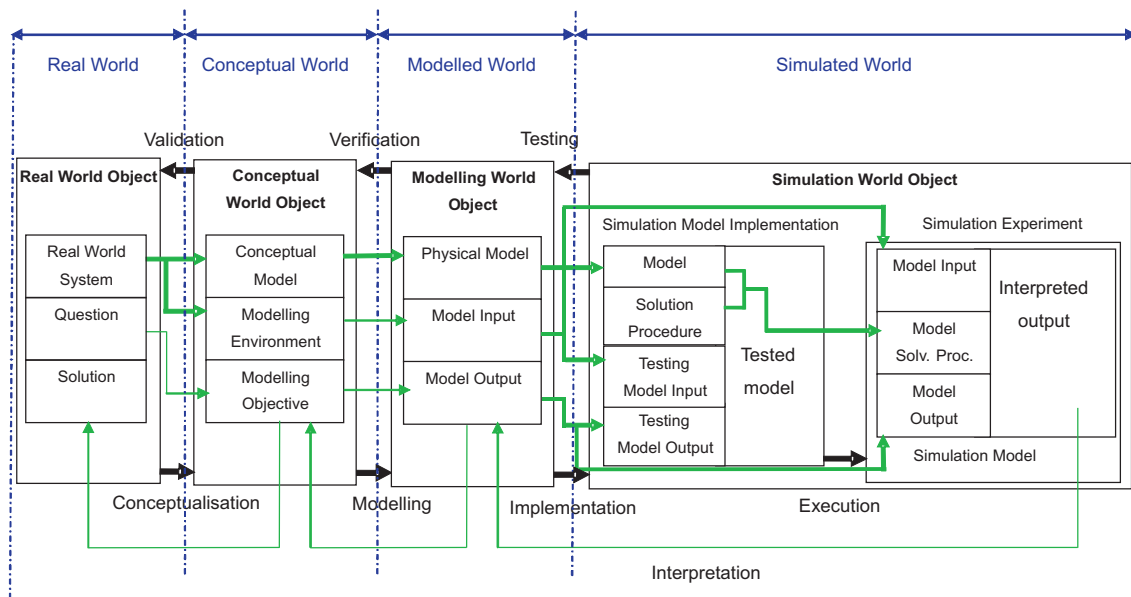 Real World
Conceptual World
Modelled World
Simulated World
Validation
Verification
Testing
Real World Object
Real World
System
Question
Solution
Conceptual
World Object
Conceptual
Model
Modelling
Environment
Modelling
Objective
Modelling World
Object
Physical Model
Model Input
Model Output
Simulation World Object
Simulation Model Implementation
Model
Solution
Procedure
Testing
Model Input
Testing
Model Output
Tested
model
Simulation Experiment
Model Input
Model
Solv. Proc.
Model
Output
Interpreted
output
Simulation Model
Conceptualisation
Modelling
Implementation
Execution
Interpretation